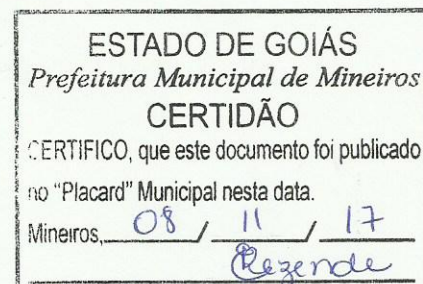 ESTADO DE GOIÁS
Prefeitura Municipal de Mineiros
CERTIDÃO
CERTIFICO, que este documento foi publicado
no "Placard" Municipal nesta data.
Mineiros, 08 / 11 / 17
Rezende